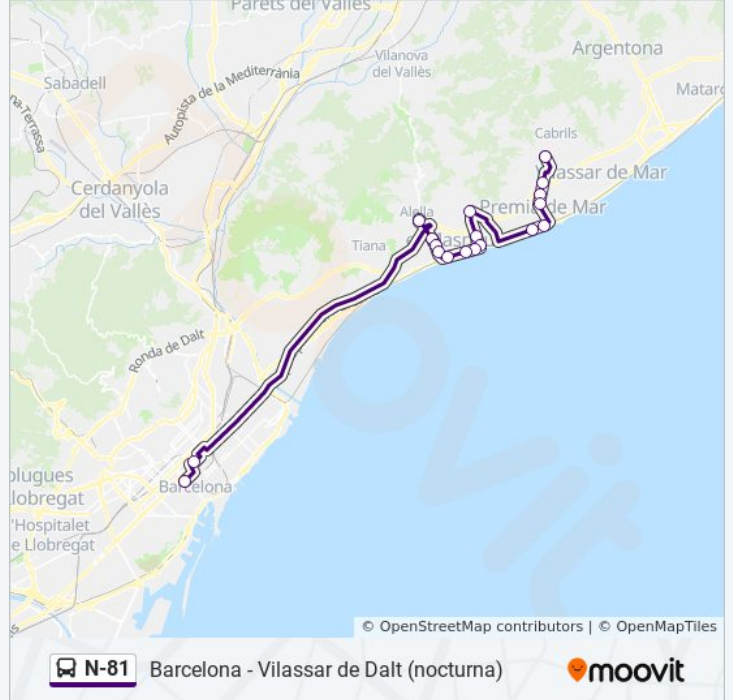 Parets del Vallès
Argentona
Vilanova
del Vallès
Sabadell
Autopista de la Mediterrània
Mataró
na-Terrassa
Cabrils
Vilassar de Mar
Cerdanyola
del Vallès
Alella
Premià de Mar
Tiana
Ronda de Dalt
plugues
Llobregat
Barcelona
'Hospitalet
e Llobregat
moovit
© OpenStreetMap contributors | © OpenMapTiles
N-81 Barcelona - Vilassar de Dalt (nocturna) moovit